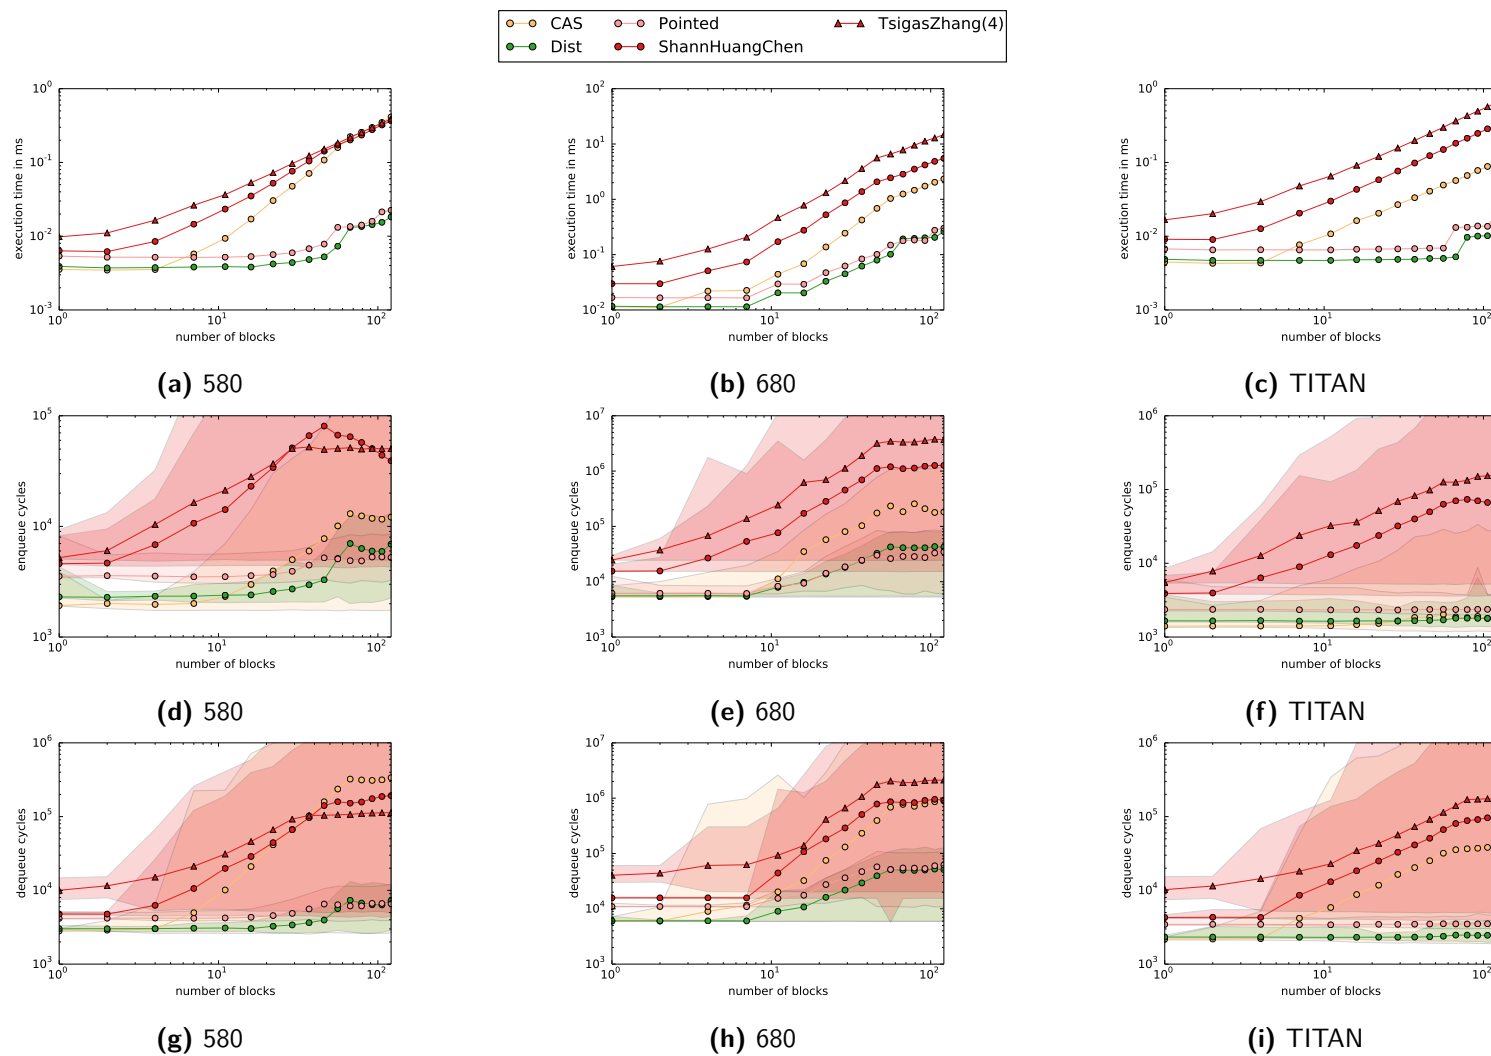 CAS
Pointed
TsigasZhang(4)
Dist
ShannHuangChen
10^0
10^-1
10^-2
10^-3
execution time in ms
10^0
10^1
10^2
number of blocks
(a) 580
10^2
10^1
10^0
10^-1
10^-2
execution time in ms
10^0
10^1
10^2
number of blocks
(b) 680
10^0
10^-1
10^-2
10^-3
execution time in ms
10^0
10^1
10^2
number of blocks
(c) TITAN
10^5
10^4
10^3
enqueue cycles
10^0
10^1
10^2
number of blocks
(d) 580
10^7
10^6
10^5
10^4
10^3
enqueue cycles
10^0
10^1
10^2
number of blocks
(e) 680
10^6
10^5
10^4
10^3
enqueue cycles
10^0
10^1
10^2
number of blocks
(f) TITAN
10^6
10^5
10^4
10^3
dequeue cycles
10^0
10^1
10^2
number of blocks
(g) 580
10^7
10^6
10^5
10^4
10^3
dequeue cycles
10^0
10^1
10^2
number of blocks
(h) 680
10^6
10^5
10^4
10^3
dequeue cycles
10^0
10^1
10^2
number of blocks
(i) TITAN